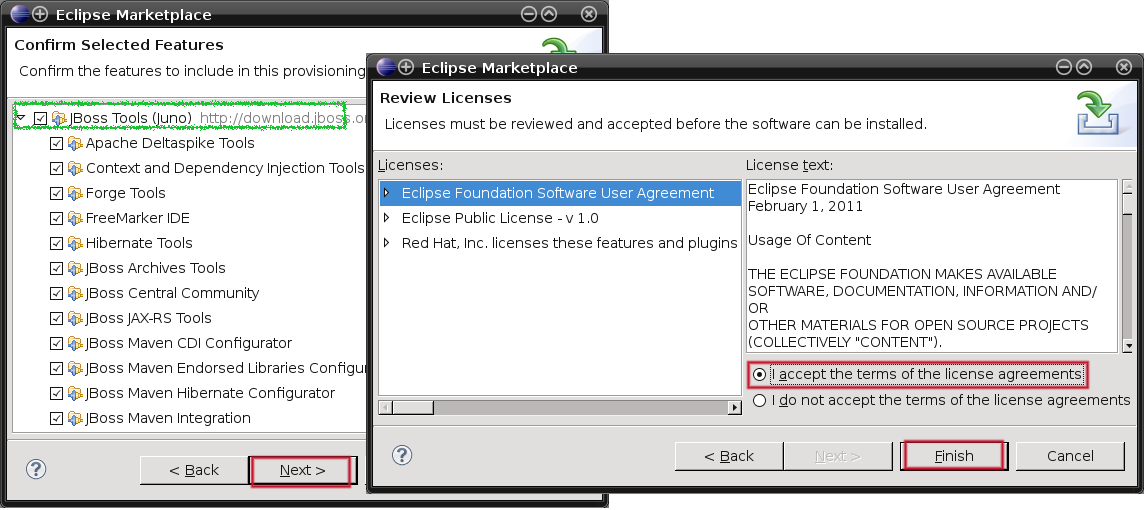 Eclipse Marketplace
Confirm Selected Features
Confirm the features to include in this provisioning
JBoss Tools (Juno) http://download.jboss.or
Apache Deltaspike Tools
Context and Dependency Injection Tools
Forge Tools
FreeMarker IDE
Hibernate Tools
JBoss Archives Tools
JBoss Central Community
JBoss JAX-RS Tools
JBoss Maven CDI Configurator
JBoss Maven Endorsed Libraries Configu
JBoss Maven Hibernate Configurator
JBoss Maven Integration
? < Back Next >
Eclipse Marketplace
Review Licenses
Licenses must be reviewed and accepted before the software can be installed.
Licenses:
Eclipse Foundation Software User Agreement
Eclipse Public License - v 1.0
Red Hat, Inc. licenses these features and plugins
License text:
Eclipse Foundation Software User Agreement
February 1, 2011
Usage Of Content
THE ECLIPSE FOUNDATION MAKES AVAILABLE
SOFTWARE, DOCUMENTATION, INFORMATION AND/
OR
OTHER MATERIALS FOR OPEN SOURCE PROJECTS
(COLLECTIVELY "CONTENT").
I accept the terms of the license agreements
I do not accept the terms of the license agreements
? < Back Next > Finish Cancel